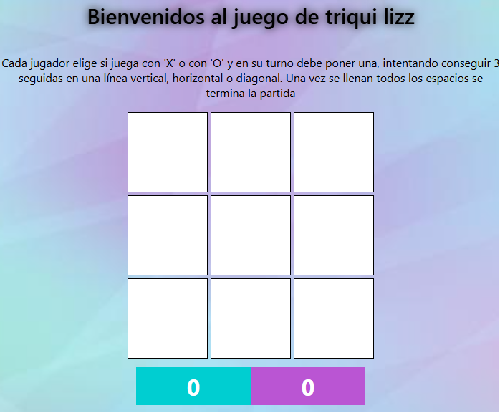 Bienvenidos al juego de triqui lizz
Cada jugador elige si juega con 'X' o con 'O' y en su turno debe poner una, intentando conseguir 3
seguidas en una línea vertical, horizontal o diagonal. Una vez se llenan todos los espacios se
termina la partida
0 0